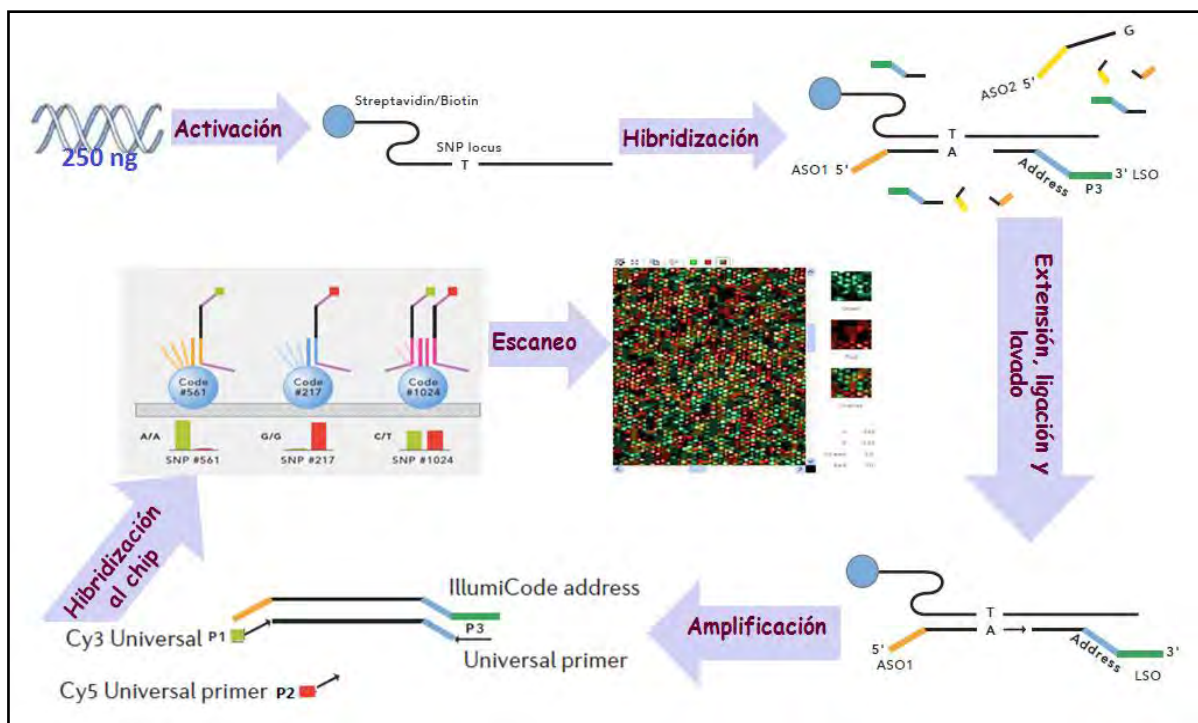 250 ng
Activación
Streptavidin/Biotin
SNP locus
T
Hibridización
ASO2 5'
G
T
A
ASO1 5'
Address
P3
3' LSO
Extensión, ligación y
lavado
T
A
5'
ASO1
Address
3'
LSO
Amplificación
IllumiCode address
P3
Universal primer
Cy3 Universal P1
Cy5 Universal primer P2
Hibridización
al chip
Code
#561
Code
#217
Code
#1024
A/A
G/G
C/T
SNP #561
SNP #217
SNP #1024
Escaneo